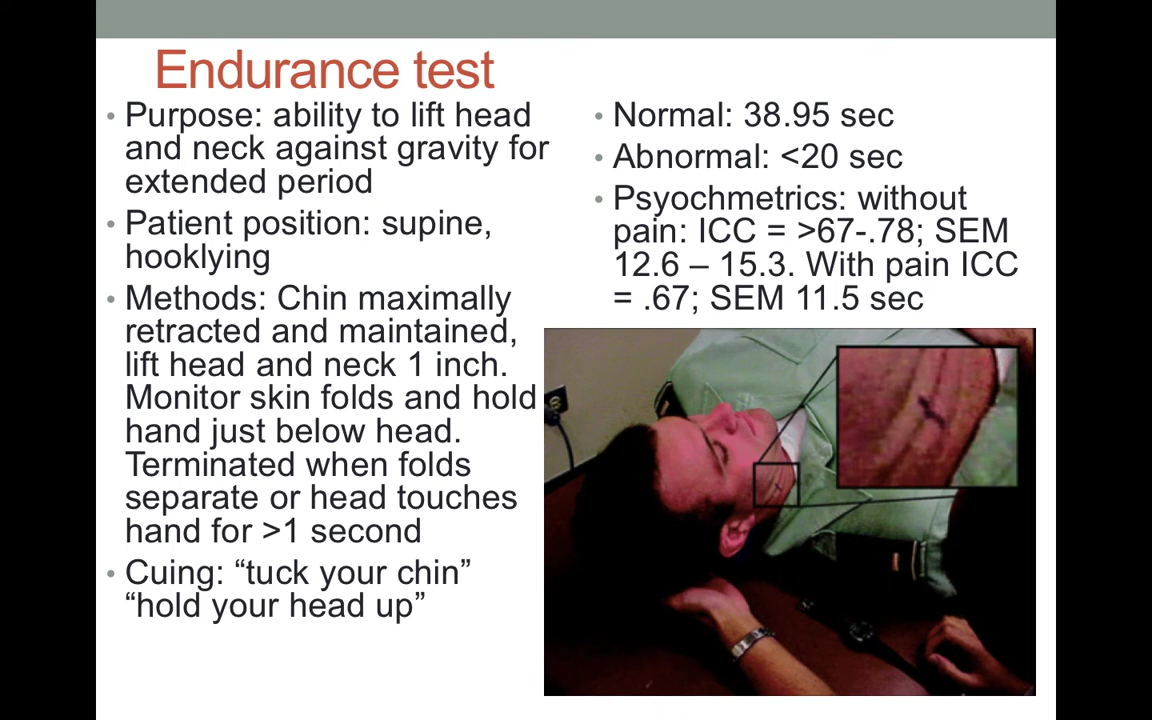 Endurance test
• Purpose: ability to lift head
and neck against gravity for
extended period
• Patient position: supine,
hooklying
• Methods: Chin maximally
retracted and maintained,
lift head and neck 1 inch.
Monitor skin folds and hold
hand just below head.
Terminated when folds
separate or head touches
hand for >1 second
• Cuing: “tuck your chin”
“hold your head up”
• Normal: 38.95 sec
• Abnormal: <20 sec
• Psyochmetrics: without
pain: ICC = >67-.78; SEM
12.6 – 15.3. With pain ICC
= .67; SEM 11.5 sec